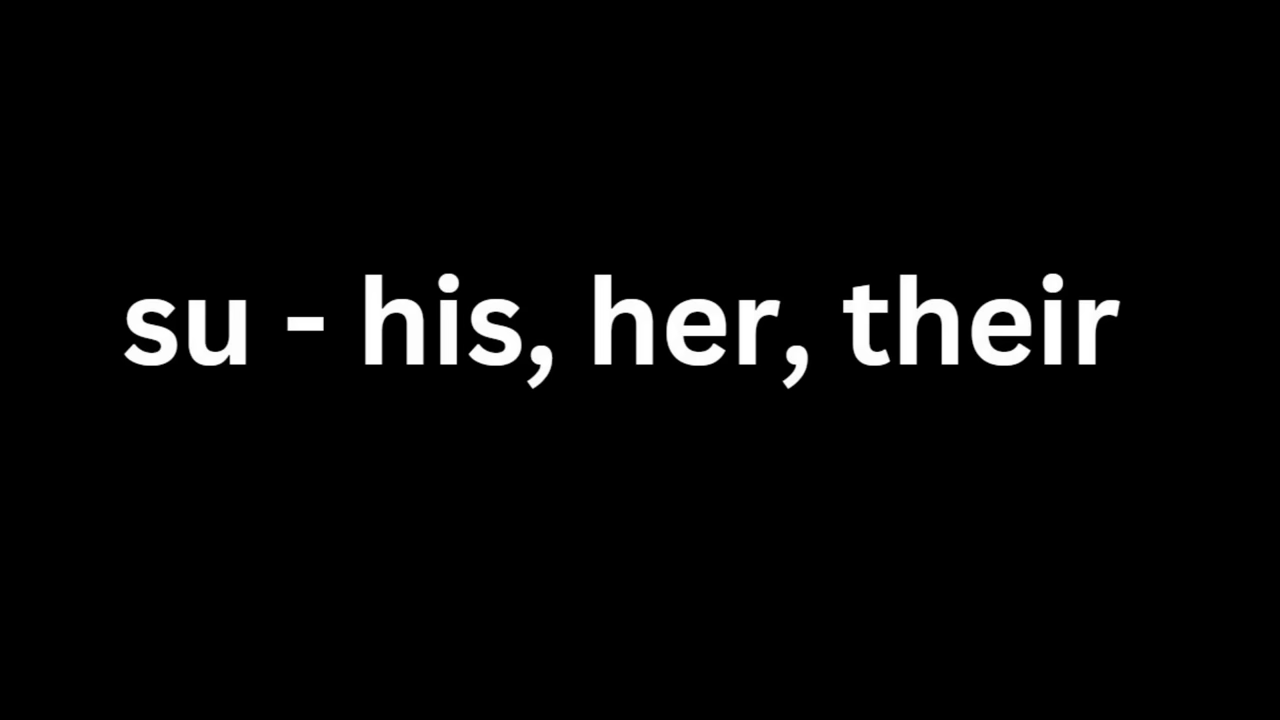 su - his, her, their